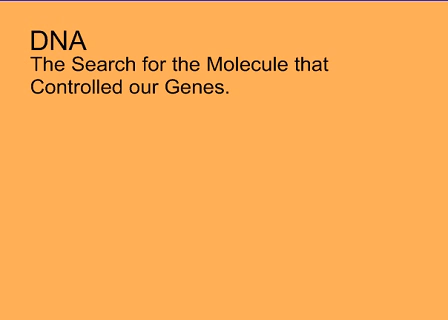 DNA
The Search for the Molecule that
Controlled our Genes.